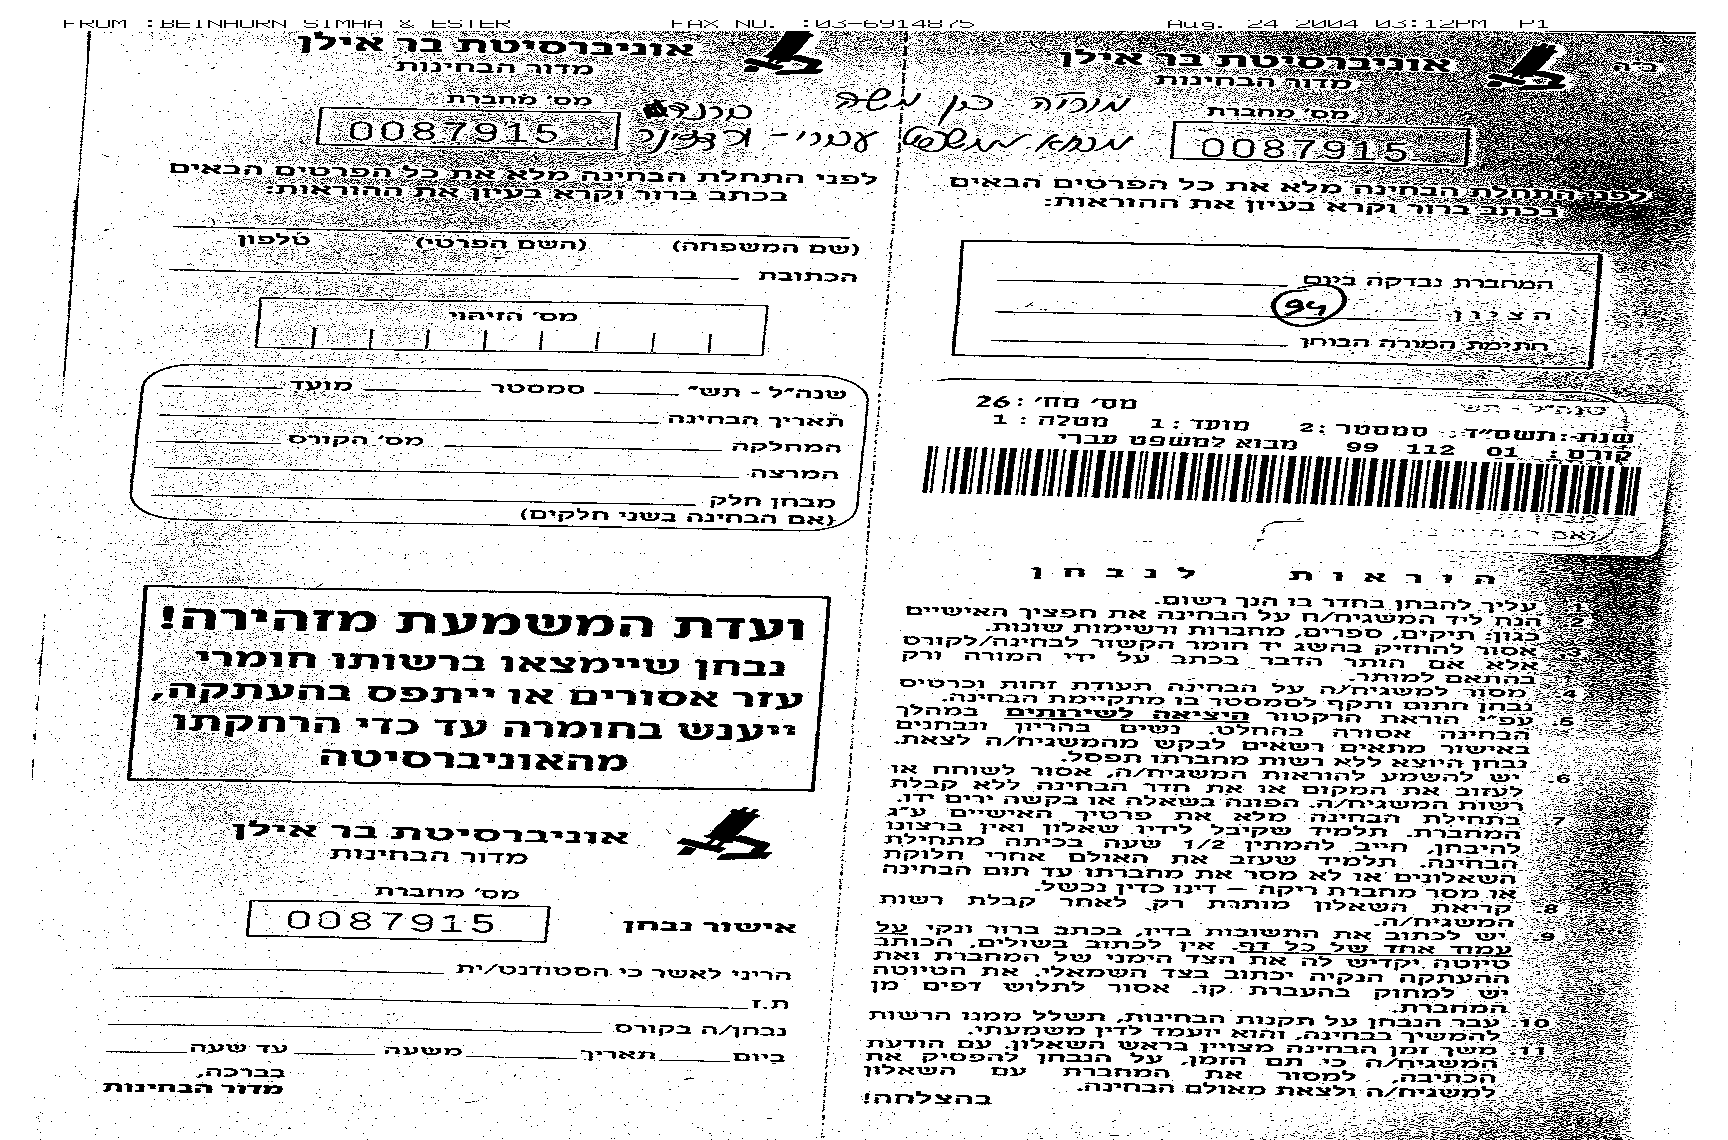 FROM : BEINHORN SIMHA & ESTER FAX NO. : 03-6914875 Aug. 24 2004 03:12PM P1
ב״ה
אוניברסיטת בר אילן
מדור הבחינות
מס׳ מחברת
0087915
לפני התחלת הבחינה מלא את כל הפרטים הבאים
בכתב ברור וקרא בעיון את ההוראות:
המחברת נבדקה ביום
הציון 94
חתימת המורה הבוחן
שנה״ל - תש״
מס׳ מח׳ : 26
שנת-: תשס״ד סמסטר : 2 מועד : 1 מטלה : 1
קורס : 01 112 99 מבוא למשפט עברי
הוראות לנבחן
1. עליך להבחן בחדר בו הנך רשום.
2. הנח ליד המשגיח/ח על הבחינה את חפציך האישיים
כגון: תיקים, ספרים, מחברות ורשימות שונות.
3. אסור להחזיק בהשג יד חומר הקשור לבחינה/לקורס
אלא אם הותר הדבר בכתב על ידי המורה ורק
בהתאם למותר.
4. מסור למשגיח/ה על הבחינה תעודת זהות וכרטיס
נבחן חתום ותקף לסמסטר בו מתקיימת הבחינה.
5. עפ״י הוראת הרקטור היציאה לשירותים במהלך
הבחינה אסורה בהחלט. נשים בהריון ונבחנים
באישור מתאים רשאים לבקש מהמשגיח/ה לצאת.
נבחן היוצא ללא רשות מחברתו תפסל.
6. יש להשמע להוראות המשגיח/ה, אסור לשוחח או
לעזוב את המקום או את חדר הבחינה ללא קבלת
רשות המשגיח/ה. הפונה בשאלה או בקשה ירים ידו.
7. בתחילת הבחינה מלא את פרטיך האישיים ע״ג
המחברת. תלמיד שקיבל לידיו שאלון ואין ברצונו
להיבחן, חייב להמתין 1/2 שעה בכיתה מתחילת
הבחינה. תלמיד שעזב את האולם אחרי חלוקת
השאלונים או לא מסר את מחברתו עד תום הבחינה
או מסר מחברת ריקה – דינו כדין נכשל.
8. קריאת השאלון מותרת רק לאחר קבלת רשות
המשגיח/ה.
9. יש לכתוב את התשובות בדיו, בכתב ברור ונקי על
עמוד אחד של כל דף. אין לכתוב בשולים, הכותב
טיוטה יקדיש לה את הצד הימני של המחברת ואת
ההעתקה הנקיה יכתוב בצד השמאלי. את הטיוטה
יש למחוק בהעברת קו. אסור לתלוש דפים מן
המחברת.
10. עבר הנבחן על תקנות הבחינות, תשלל ממנו הרשות
להמשיך בבחינה, והוא יועמד לדין משמעתי.
11. משך זמן הבחינה מצויין בראש השאלון. עם הודעת
המשגיח/ה כי תם הזמן, על הנבחן להפסיק את
הכתיבה, למסור את המחברת עם השאלון
למשגיח/ה ולצאת מאולם הבחינה.
בהצלחה!
מוריה בן משה
מבוא משפט עברי -
אוניברסיטת בר אילן
מדור הבחינות
מס׳ מחברת
0087915
לפני התחלת הבחינה מלא את כל הפרטים הבאים
בכתב ברור וקרא בעיון את ההוראות:
(שם המשפחה) (השם הפרטי) טלפון
הכתובת
מס׳ הזיהוי
שנה״ל - תש״ סמסטר מועד
תאריך הבחינה
המחלקה מס׳ הקורס
המרצה
מבחן חלק
(אם הבחינה בשני חלקים)
ועדת המשמעת מזהירה!
נבחן שיימצאו ברשותו חומרי
עזר אסורים או ייתפס בהעתקה,
ייענש בחומרה עד כדי הרחקתו
מהאוניברסיטה
אוניברסיטת בר אילן
מדור הבחינות
מס׳ מחברת
אישור נבחן 0087915
הריני לאשר כי הסטודנט/ית
ת.ז
נבחן/ה בקורס
ביום תאריך משעה עד שעה
בברכה,
מדור הבחינות